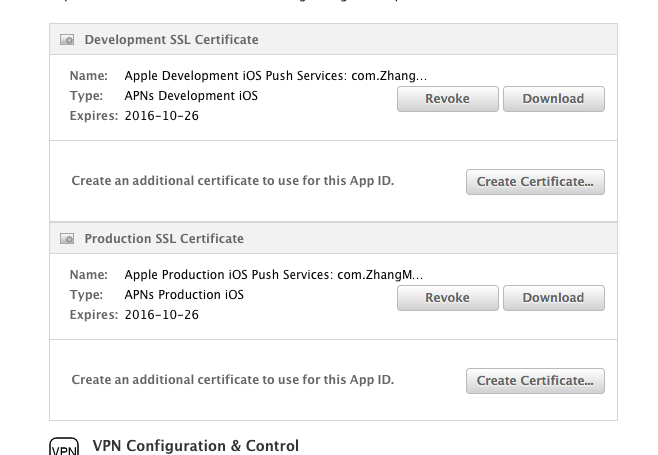 Development SSL Certificate
Name: Apple Development iOS Push Services: com.Zhang...
Type: APNs Development iOS
Expires: 2016-10-26
Revoke Download
Create an additional certificate to use for this App ID.
Create Certificate...
Production SSL Certificate
Name: Apple Production iOS Push Services: com.ZhangM...
Type: APNs Production iOS
Expires: 2016-10-26
Revoke Download
Create an additional certificate to use for this App ID.
Create Certificate...
VPN VPN Configuration & Control